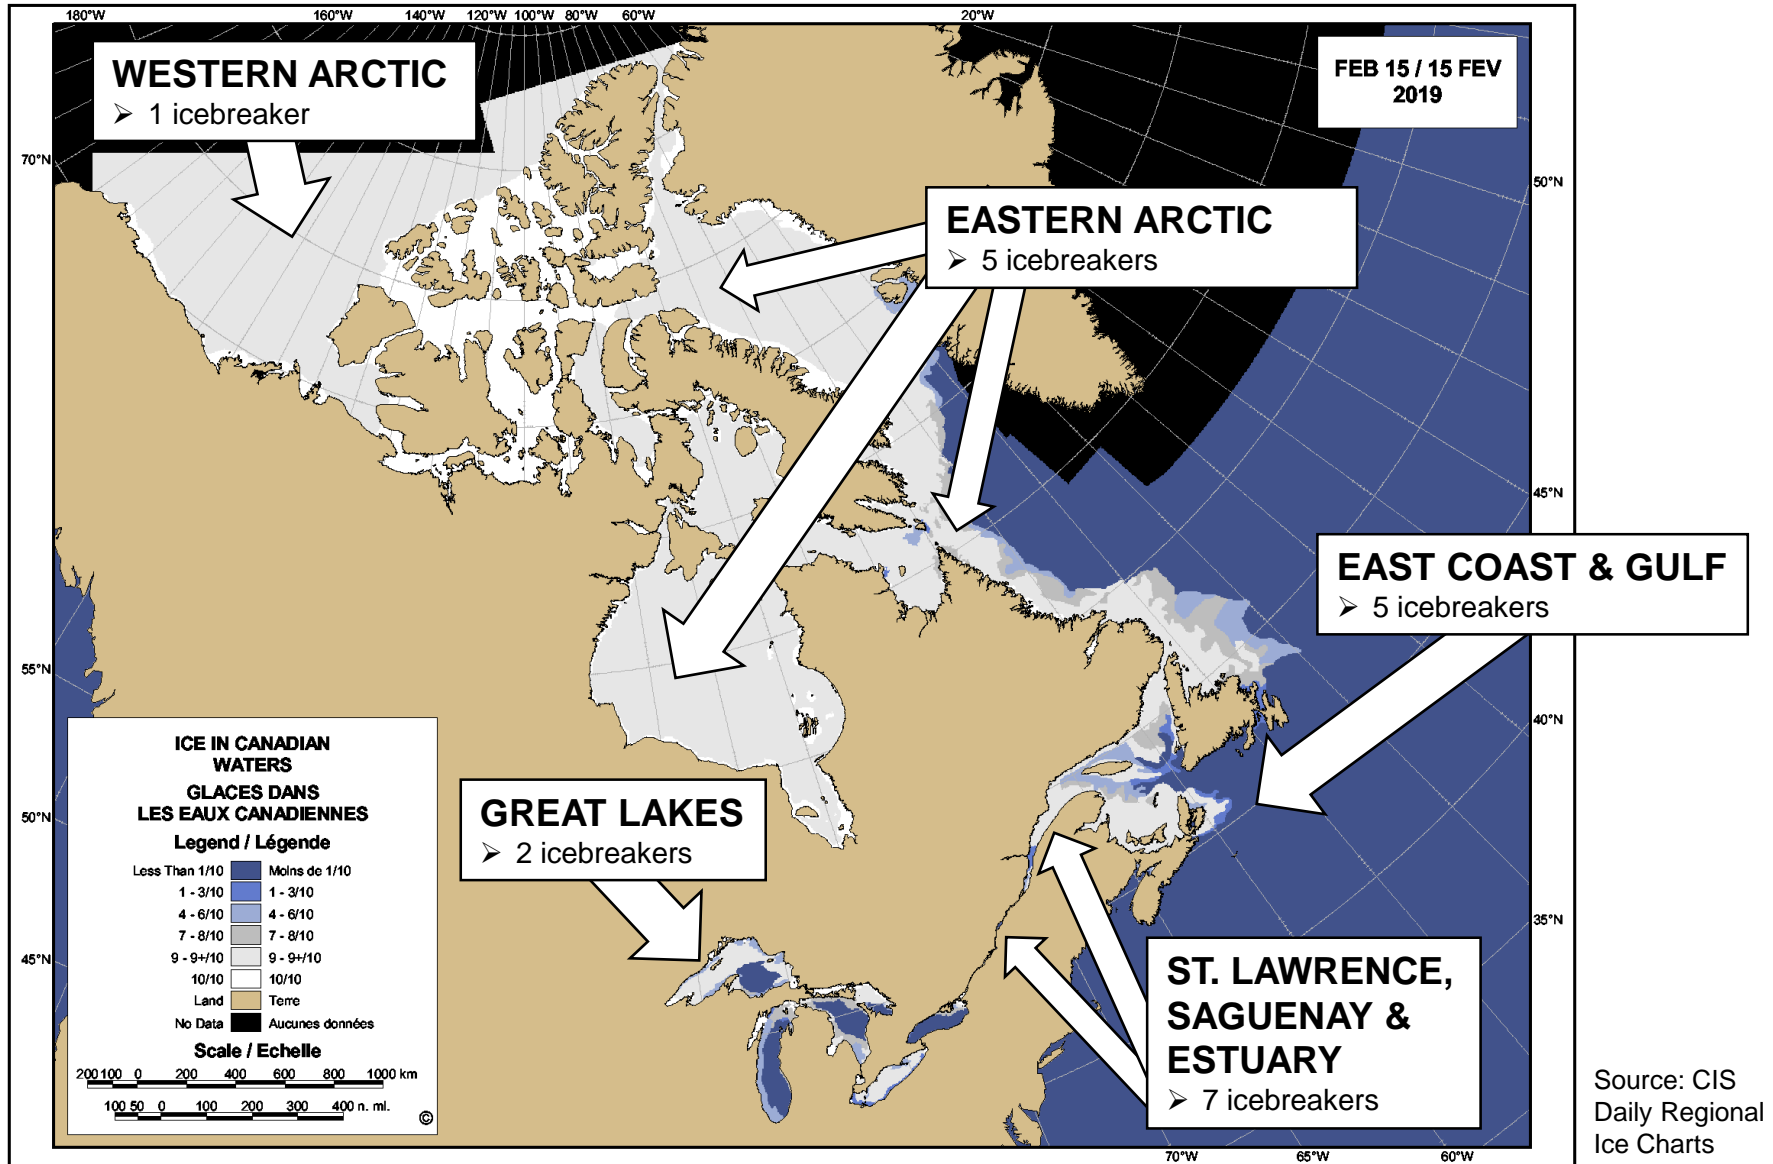 180°W 160°W 140°W 120°W 100°W 80°W 60°W 20°W
WESTERN ARCTIC
➢ 1 icebreaker
FEB 15 / 15 FEV
2019
70°N
50°N
EASTERN ARCTIC
➢ 5 icebreakers
45°N
EAST COAST & GULF
➢ 5 icebreakers
55°N
40°N
ICE IN CANADIAN
WATERS
GLACES DANS
LES EAUX CANADIENNES
Legend / Légende
Less Than 1/10 Moins de 1/10
1 - 3/10 1 - 3/10
4 - 6/10 4 - 6/10
7 - 8/10 7 - 8/10
9 - 9+/10 9 - 9+/10
10/10 10/10
Land Terre
No Data Aucunes données
Scale / Echelle
200 100 0 200 400 600 800 1000 km
100 50 0 100 200 300 400 n. ml.
©
50°N
GREAT LAKES
➢ 2 icebreakers
45°N
35°N
ST. LAWRENCE,
SAGUENAY &
ESTUARY
➢ 7 icebreakers
70°W 65°W 60°W
Source: CIS
Daily Regional
Ice Charts